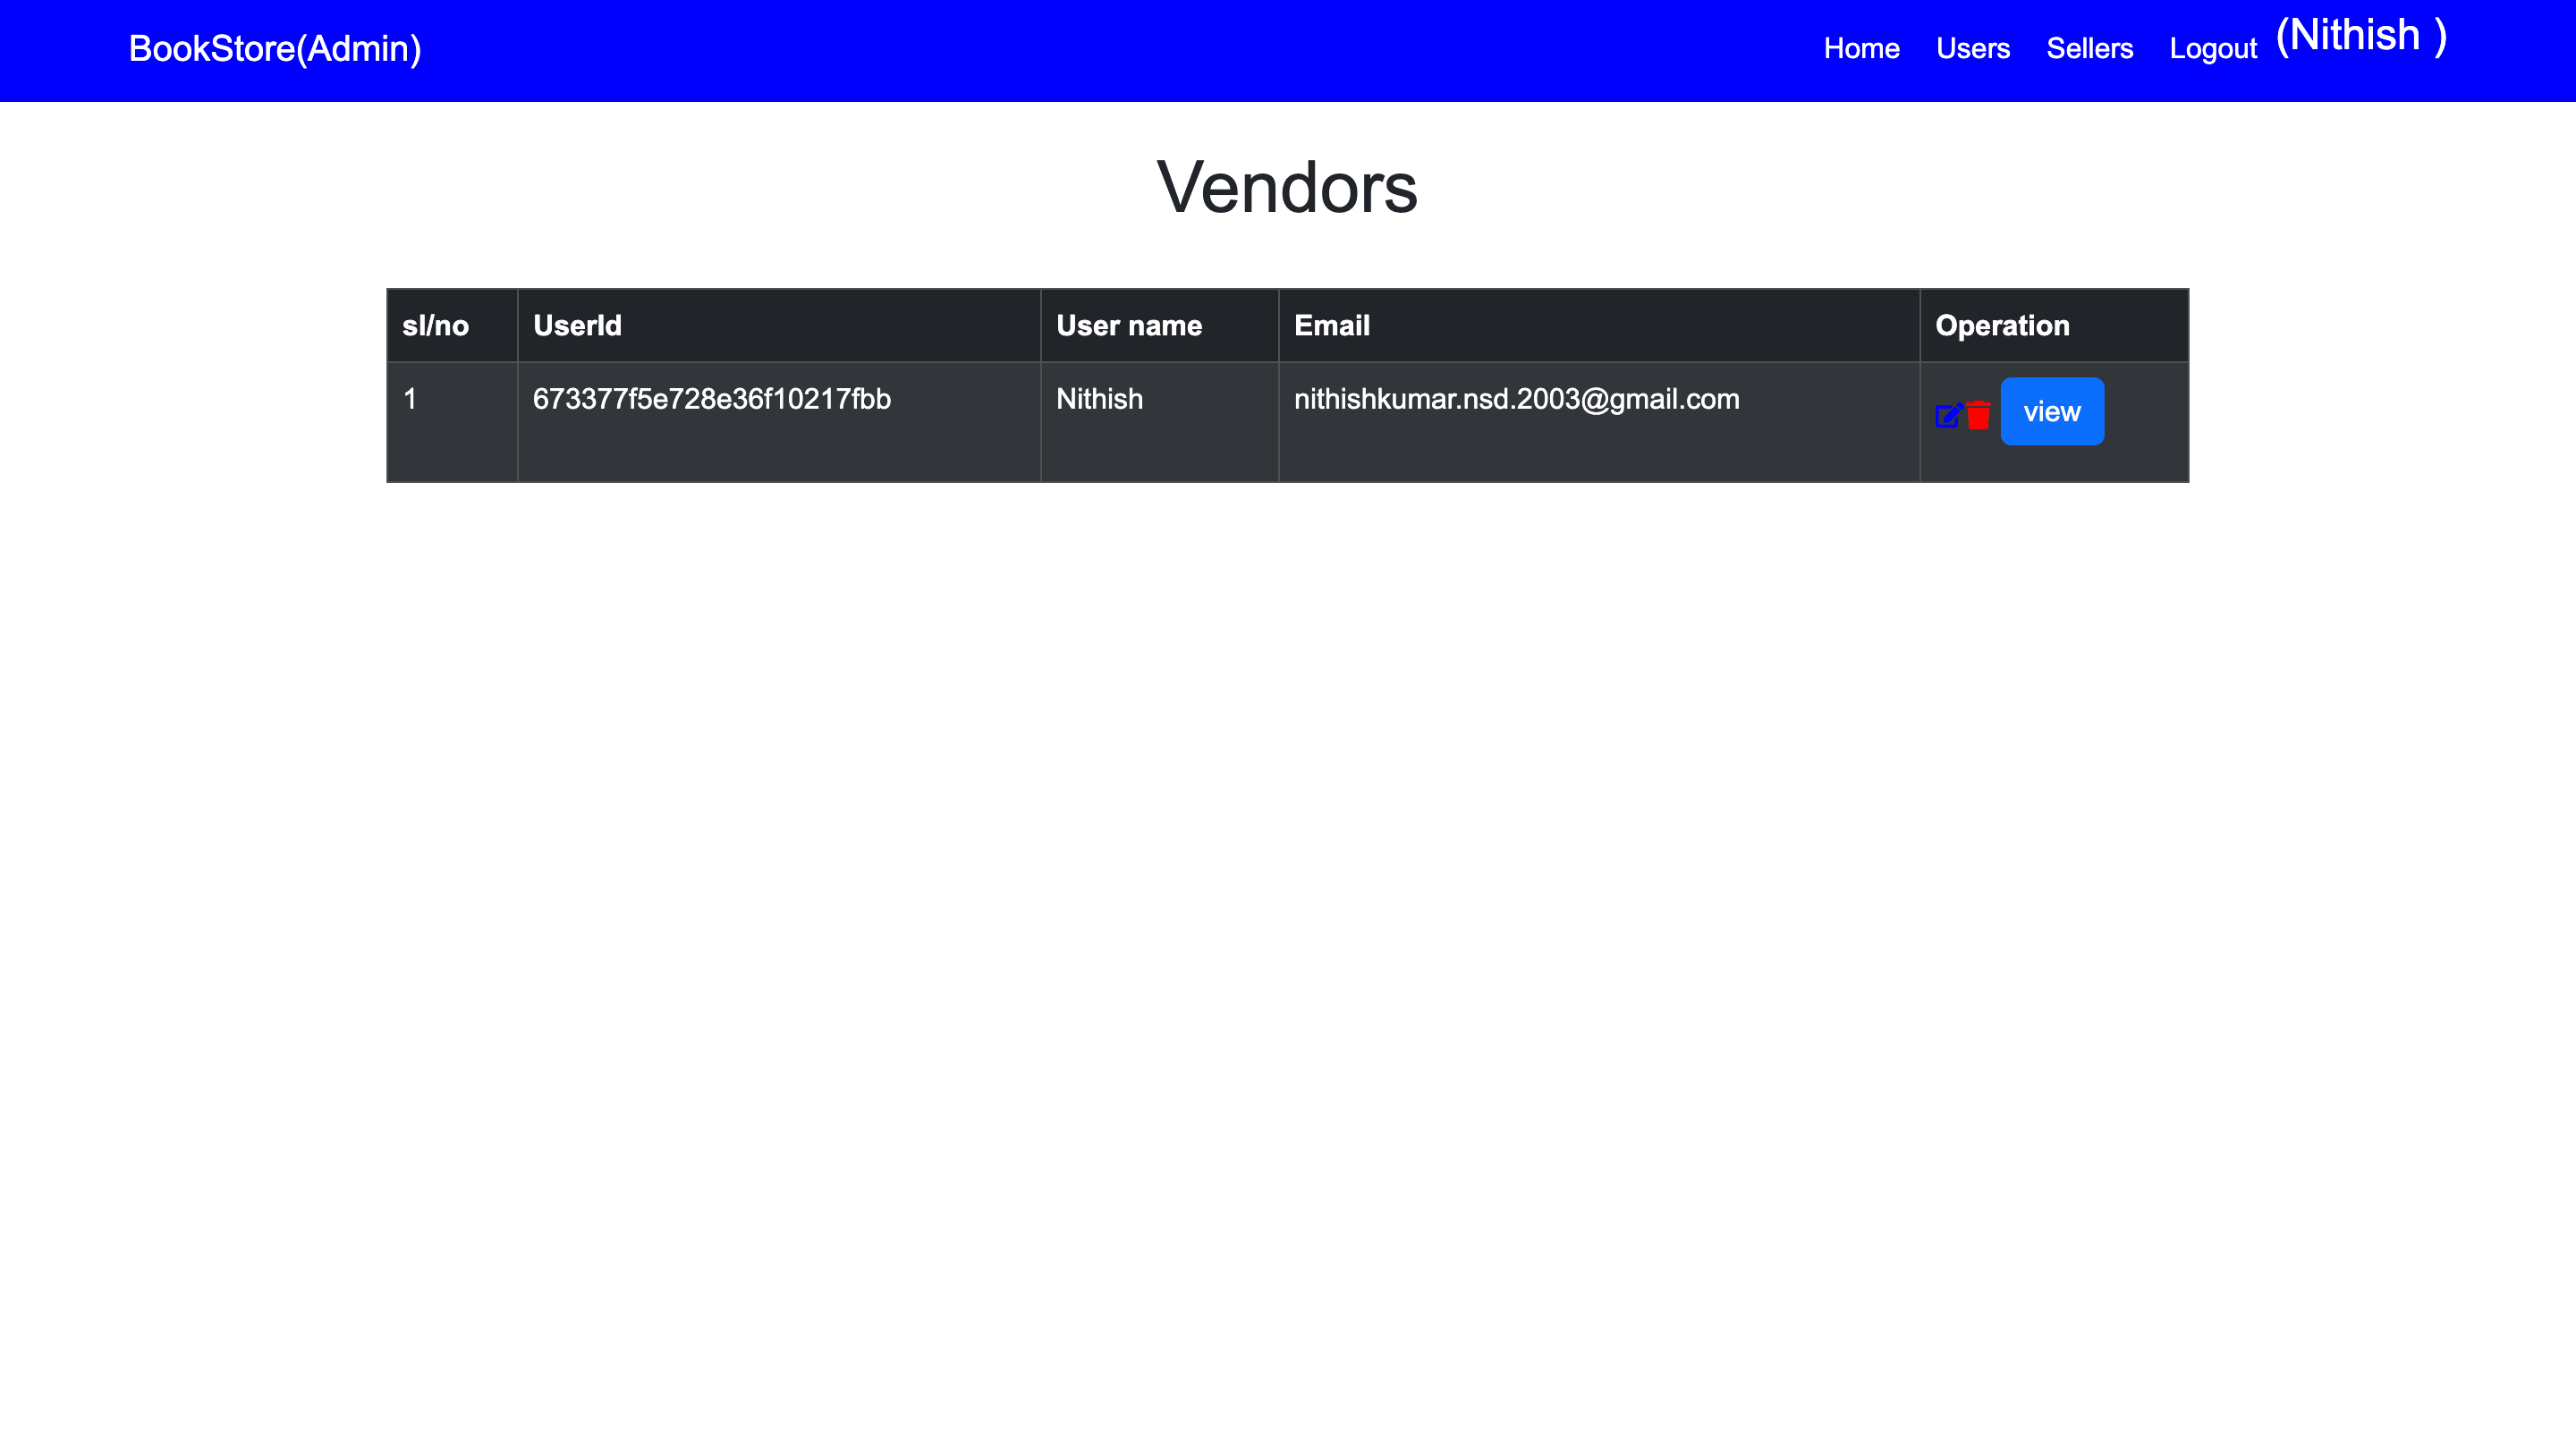 BookStore(Admin) Home Users Sellers Logout (Nithish )
Vendors
sl/no UserId User name Email Operation
1 673377f5e728e36f10217fbb Nithish nithishkumar.nsd.2003@gmail.com view